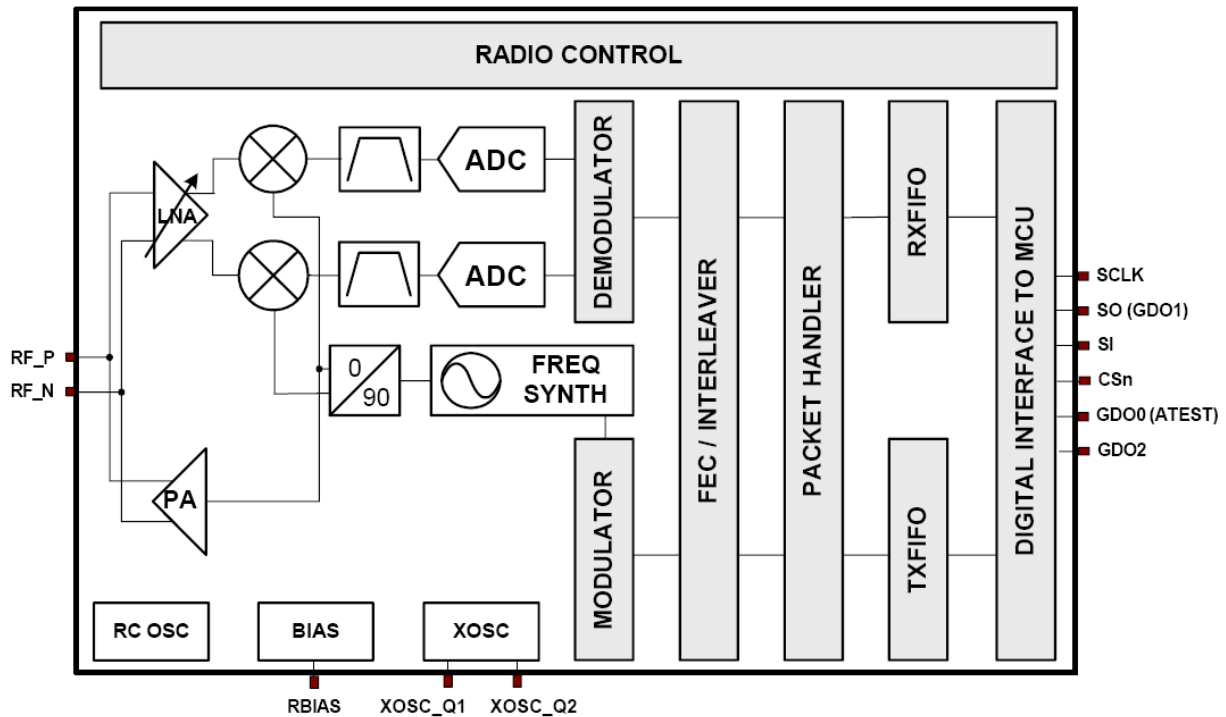 RADIO CONTROL
LNA
ADC
ADC
DEMODULATOR
FEC / INTERLEAVER
PACKET HANDLER
RXFIFO
DIGITAL INTERFACE TO MCU
SCLK
SO (GDO1)
SI
CSn
GDO0 (ATEST)
GDO2
RF_P
RF_N
0
90
FREQ
SYNTH
PA
MODULATOR
TXFIFO
RC OSC
BIAS
XOSC
RBIAS
XOSC_Q1
XOSC_Q2